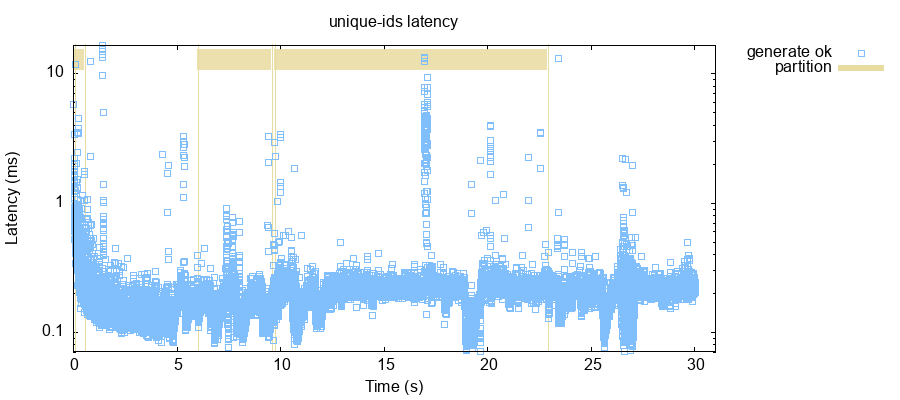 unique-ids latency
generate ok
partition
10
1
0.1
Latency (ms)
0 5 10 15 20 25 30
Time (s)